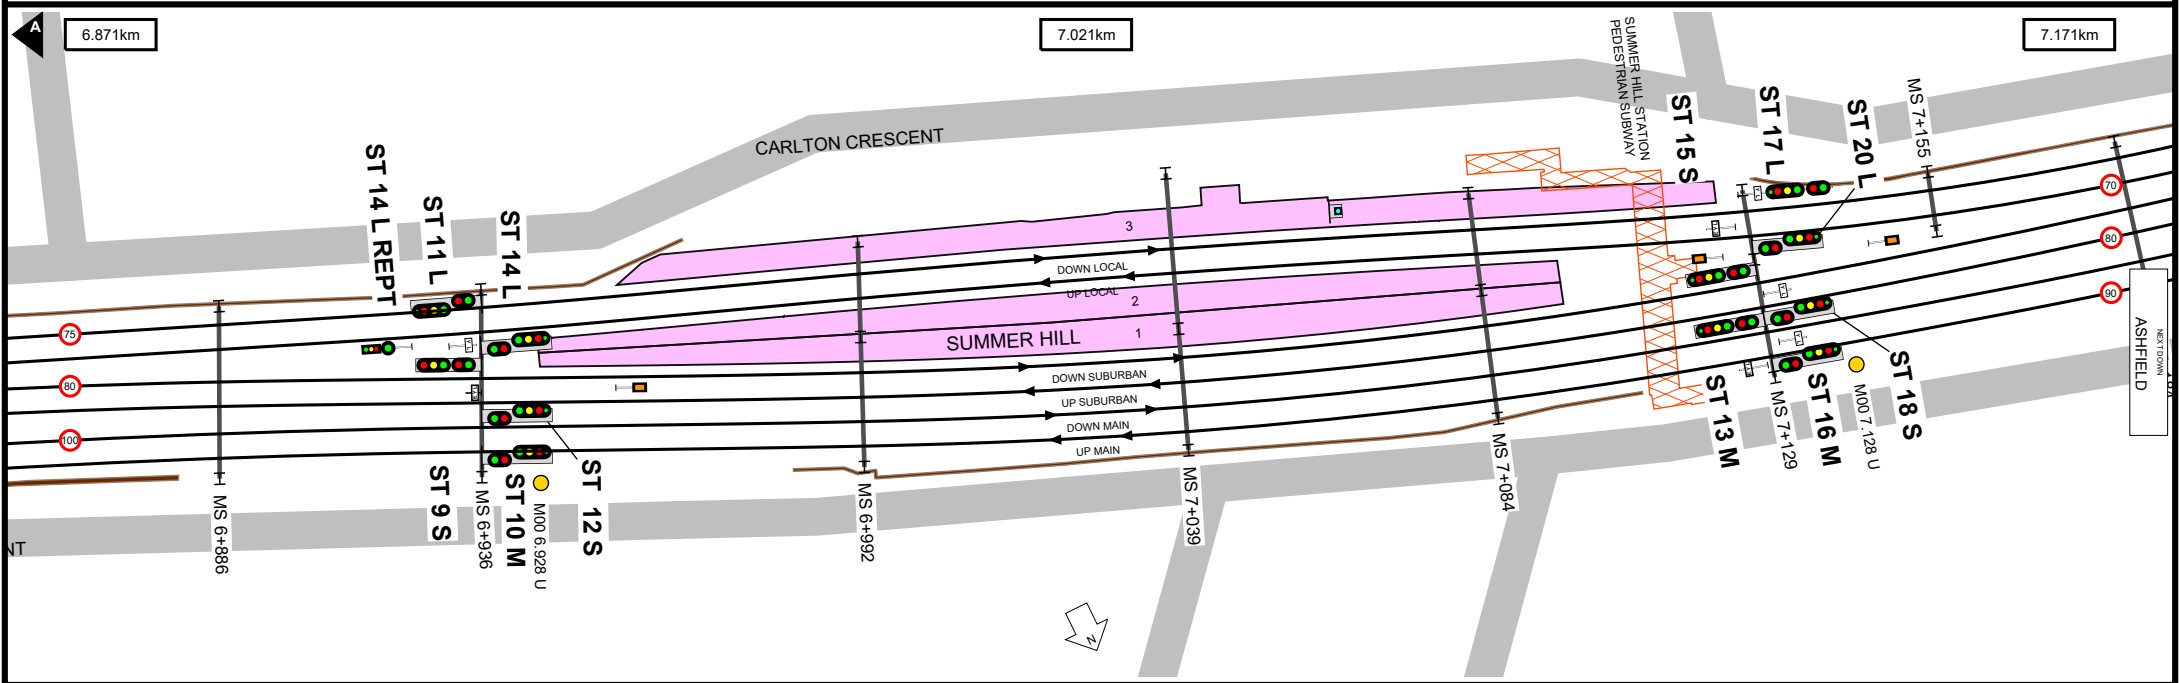 A
6.871km
7.021km
7.171km
SUMMER HILL STATION
PEDESTRIAN SUBWAY
CARLTON CRESCENT
ST 14 L REPT
ST 11 L
ST 14 L
ST 15 S
ST 17 L
ST 20 L
MS 7+155
3
DOWN LOCAL
UP LOCAL
2
1
SUMMER HILL
DOWN SUBURBAN
UP SUBURBAN
DOWN MAIN
UP MAIN
75
80
100
70
80
90
NEXT DOWN
ASHFIELD
NT
MS 6+886
ST 9 S
MS 6+936
ST 10 M
M00 6.928 U
ST 12 S
MS 6+992
MS 7+039
MS 7+084
ST 13 M
MS 7+129
ST 16 M
M00 7.128 U
ST 18 S
N